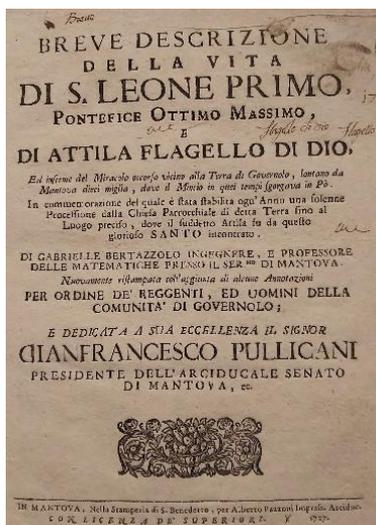 Breve
BREVE DESCRIZIONE
DELLA VITA
DI S. LEONE PRIMO,
PONTEFICE OTTIMO MASSIMO,
E
DI ATTILA FLAGELLO DI DIO,
Ed insieme del Miracolo occorso vicino alla Terra di Governolo, lontano da
Mantova dieci miglia, dove il Mincio in quei tempi sgorgava in Pò.
In commemorazione del quale è stata stabilita ogn'Anno una solenne
Processione dalla Chiesa Parrocchiale di detta Terra sino al
Luogo preciso, dove il suddetto Attila fu da questo
glorioso SANTO incontrato.
DI GABRIELLE BERTAZZOLO INGEGNERE, E PROFESSORE
DELLE MATEMATICHE PRESSO IL SER.mo DI MANTOVA.
Nuovamente ristampata coll'aggiunta di alcune Annotazioni
PER ORDINE DE' REGGENTI, ED UOMINI DELLA
COMUNITA' DI GOVERNOLO;
E DEDICATA A SUA ECCELLENZA IL SIGNOR
GIANFRANCESCO PULLICANI
PRESIDENTE DELL'ARCIDUCALE SENATO
DI MANTOVA, ec.
IN MANTOVA, Nella Stamperia di S. Benedetto, per Alberto Pazzoni Impress. Arciduc.
CON LICENZA DE' SUPERIORI. 1727.